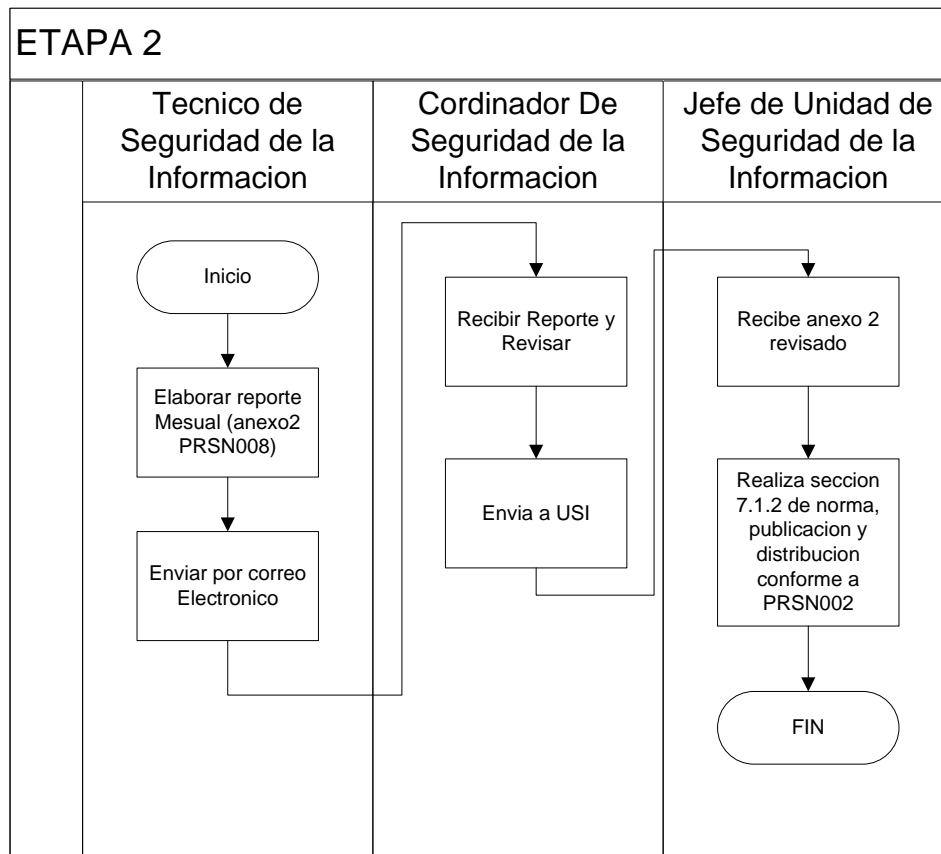 ETAPA 2
Tecnico de
Seguridad de la
Informacion
Cordinador De
Seguridad de la
Informacion
Jefe de Unidad de
Seguridad de la
Informacion
Inicio
Elaborar reporte
Mesual (anexo2
PRSN008)
Enviar por correo
Electronico
Recibir Reporte y
Revisar
Envia a USI
Recibe anexo 2
revisado
Realiza seccion
7.1.2 de norma,
publicacion y
distribucion
conforme a
PRSN002
FIN